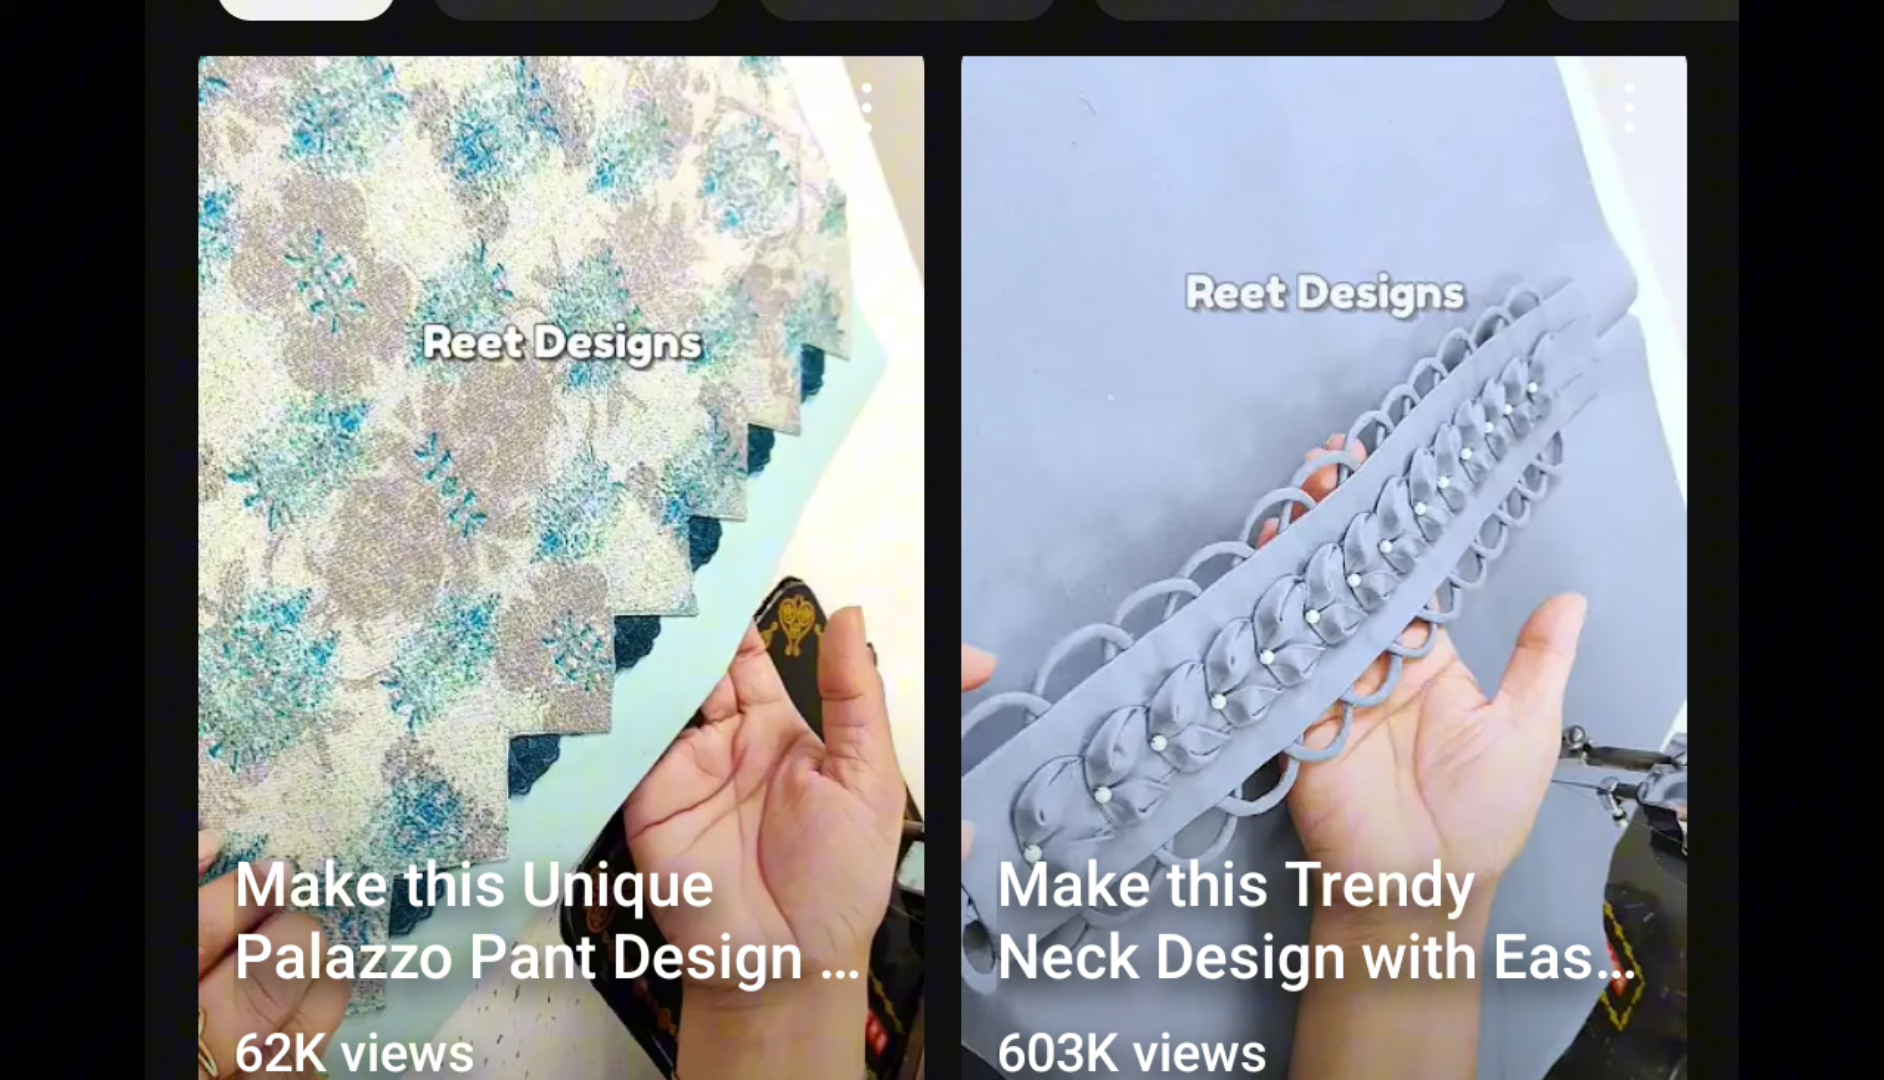 Reet Designs
Make this Unique
Palazzo Pant Design ...
62K views
Reet Designs
Make this Trendy
Neck Design with Eas...
603K views